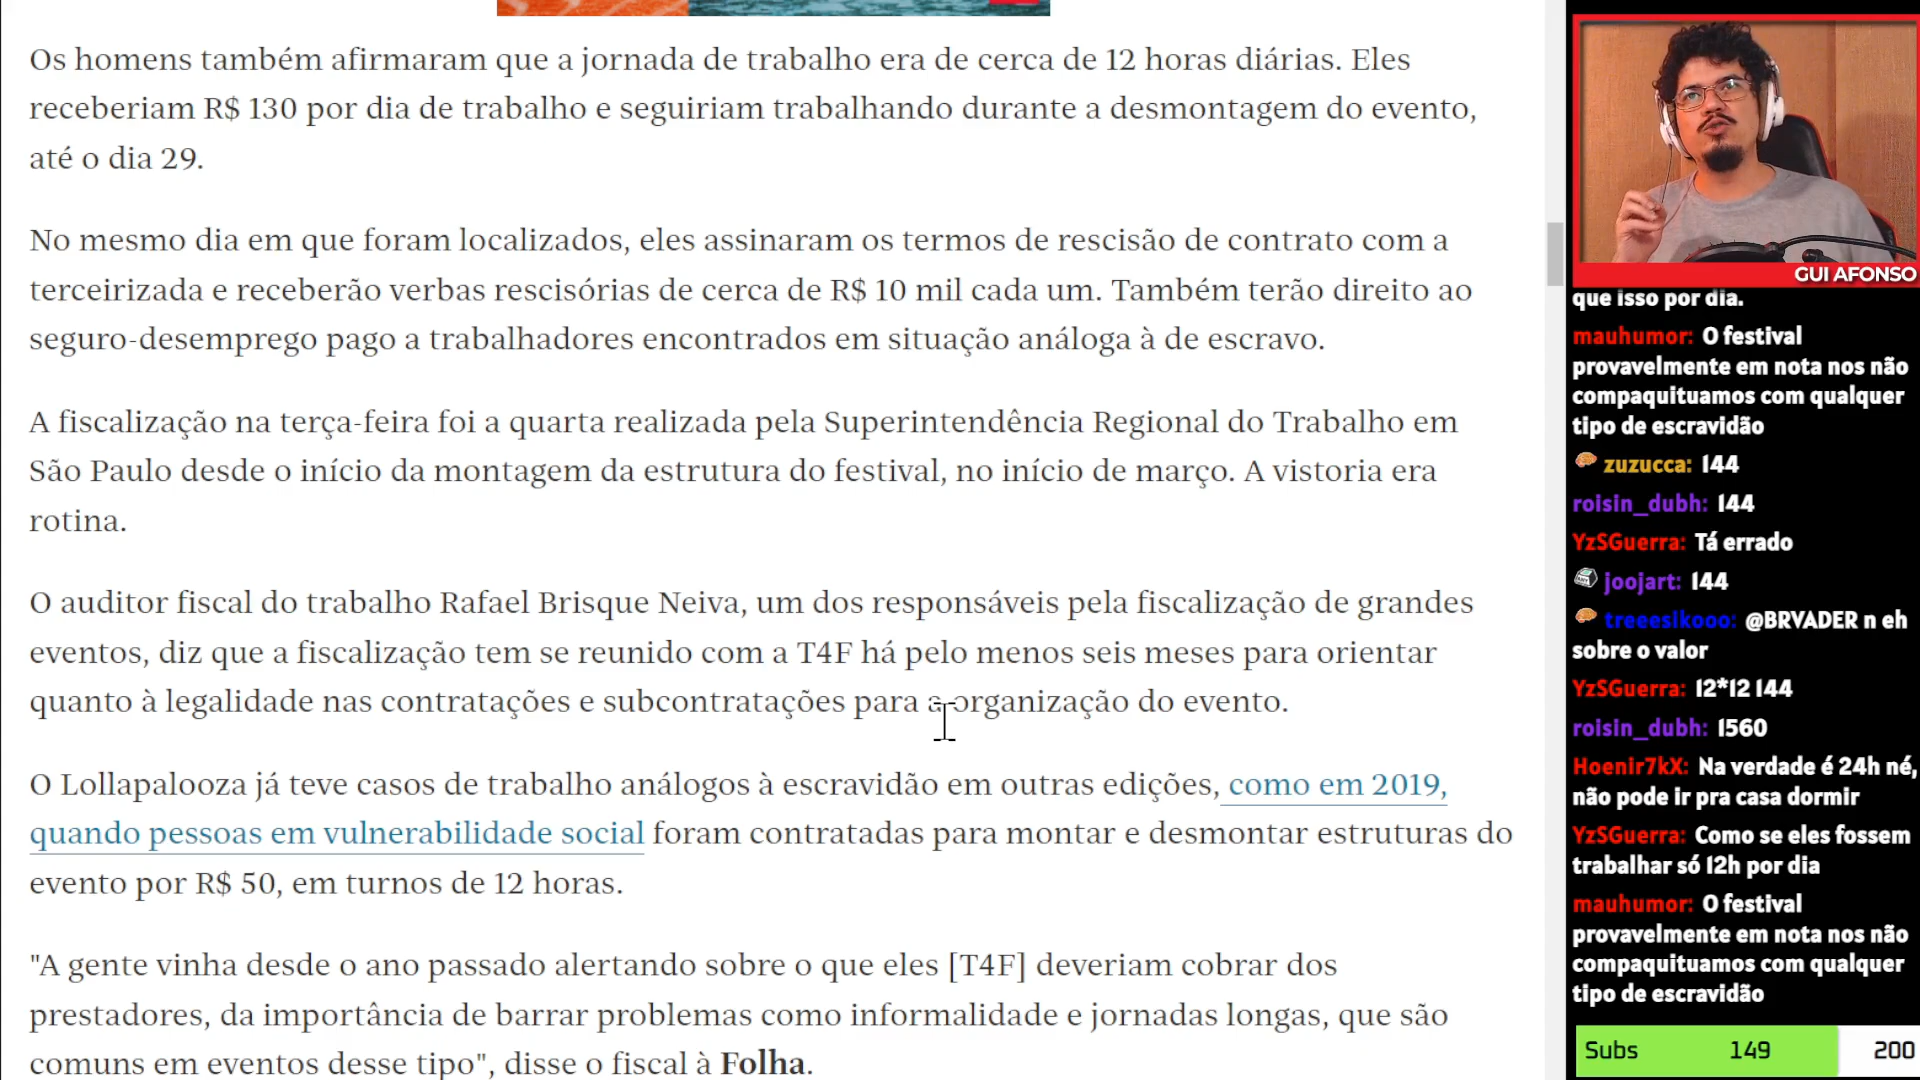 Os homens também afirmaram que a jornada de trabalho era de cerca de 12 horas diárias. Eles
receberiam R$ 130 por dia de trabalho e seguiriam trabalhando durante a desmontagem do evento,
até o dia 29.
No mesmo dia em que foram localizados, eles assinaram os termos de rescisão de contrato com a
terceirizada e receberão verbas rescisórias de cerca de R$ 10 mil cada um. Também terão direito ao
seguro-desemprego pago a trabalhadores encontrados em situação análoga à de escravo.
A fiscalização na terça-feira foi a quarta realizada pela Superintendência Regional do Trabalho em
São Paulo desde o início da montagem da estrutura do festival, no início de março. A vistoria era
rotina.
O auditor fiscal do trabalho Rafael Brisque Neiva, um dos responsáveis pela fiscalização de grandes
eventos, diz que a fiscalização tem se reunido com a T4F há pelo menos seis meses para orientar
quanto à legalidade nas contratações e subcontratações para a organização do evento.
O Lollapalooza já teve casos de trabalho análogos à escravidão em outras edições, como em 2019,
quando pessoas em vulnerabilidade social foram contratadas para montar e desmontar estruturas do
evento por R$ 50, em turnos de 12 horas.
"A gente vinha desde o ano passado alertando sobre o que eles [T4F] deveriam cobrar dos
prestadores, da importância de barrar problemas como informalidade e jornadas longas, que são
comuns em eventos desse tipo", disse o fiscal à Folha.
GUI AFONSO
que isso por dia.
mauhumor: O festival
provavelmente em nota nos não
compaquituamos com qualquer
tipo de escravidão
zuzucca: 144
roisin_dubh: 144
YzSGuerra: Tá errado
joojart: 144
treeesikooo: @BRVADER n eh
sobre o valor
YzSGuerra: 12*12 144
roisin_dubh: 1560
Hoenir7kX: Na verdade é 24h né,
não pode ir pra casa dormir
YzSGuerra: Como se eles fossem
trabalhar só 12h por dia
mauhumor: O festival
provavelmente em nota nos não
compaquituamos com qualquer
tipo de escravidão
Subs 149 200